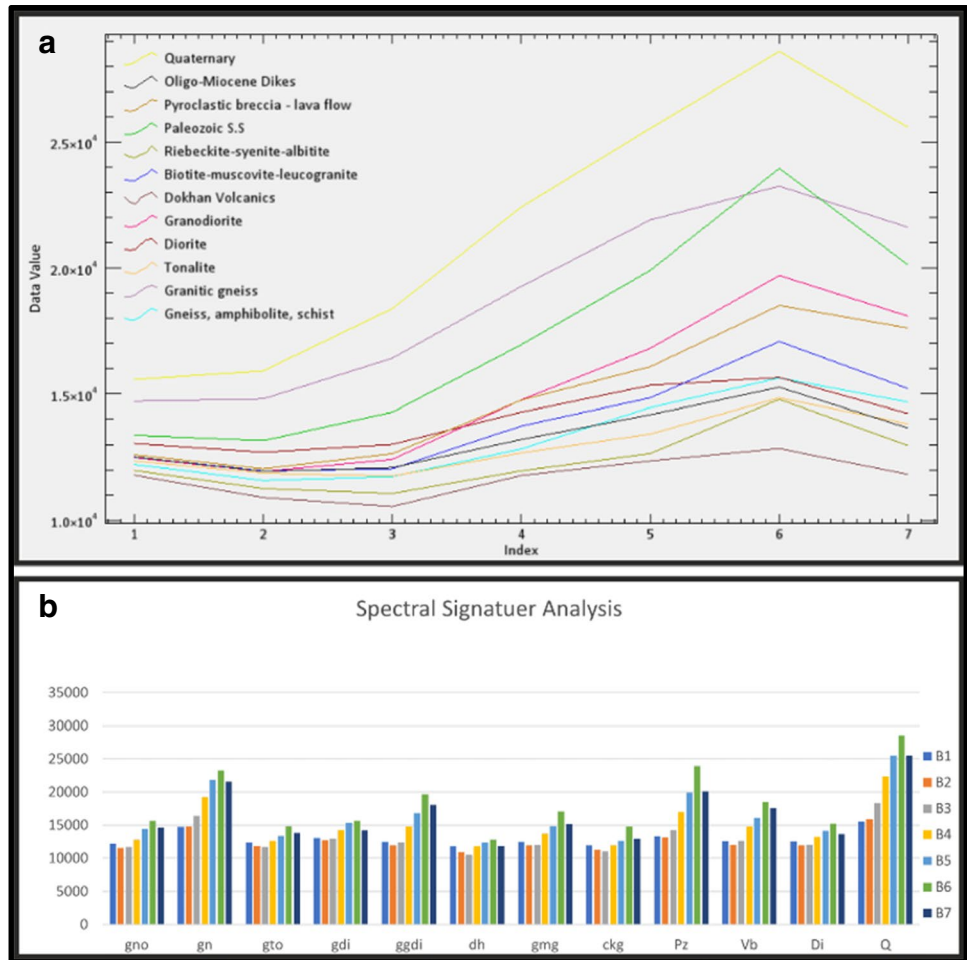 a
Quaternary
Oligo-Miocene Dikes
Pyroclastic breccia - lava flow
Paleozoic S.S
Riebeckite-syenite-albitite
Biotite-muscovite-leucogranite
Dokhan Volcanics
Granodiorite
Diorite
Tonalite
Granitic gneiss
Gneiss, amphibolite, schist
Data Value
2.5×10⁴
2.0×10⁴
1.5×10⁴
1.0×10⁴
1 2 3 4 5 6 7
Index
b
Spectral Signatuer Analysis
35000
30000
25000
20000
15000
10000
5000
0
gno gn gto gdi ggdi dh gmg ckg Pz Vb Di Q
B1
B2
B3
B4
B5
B6
B7